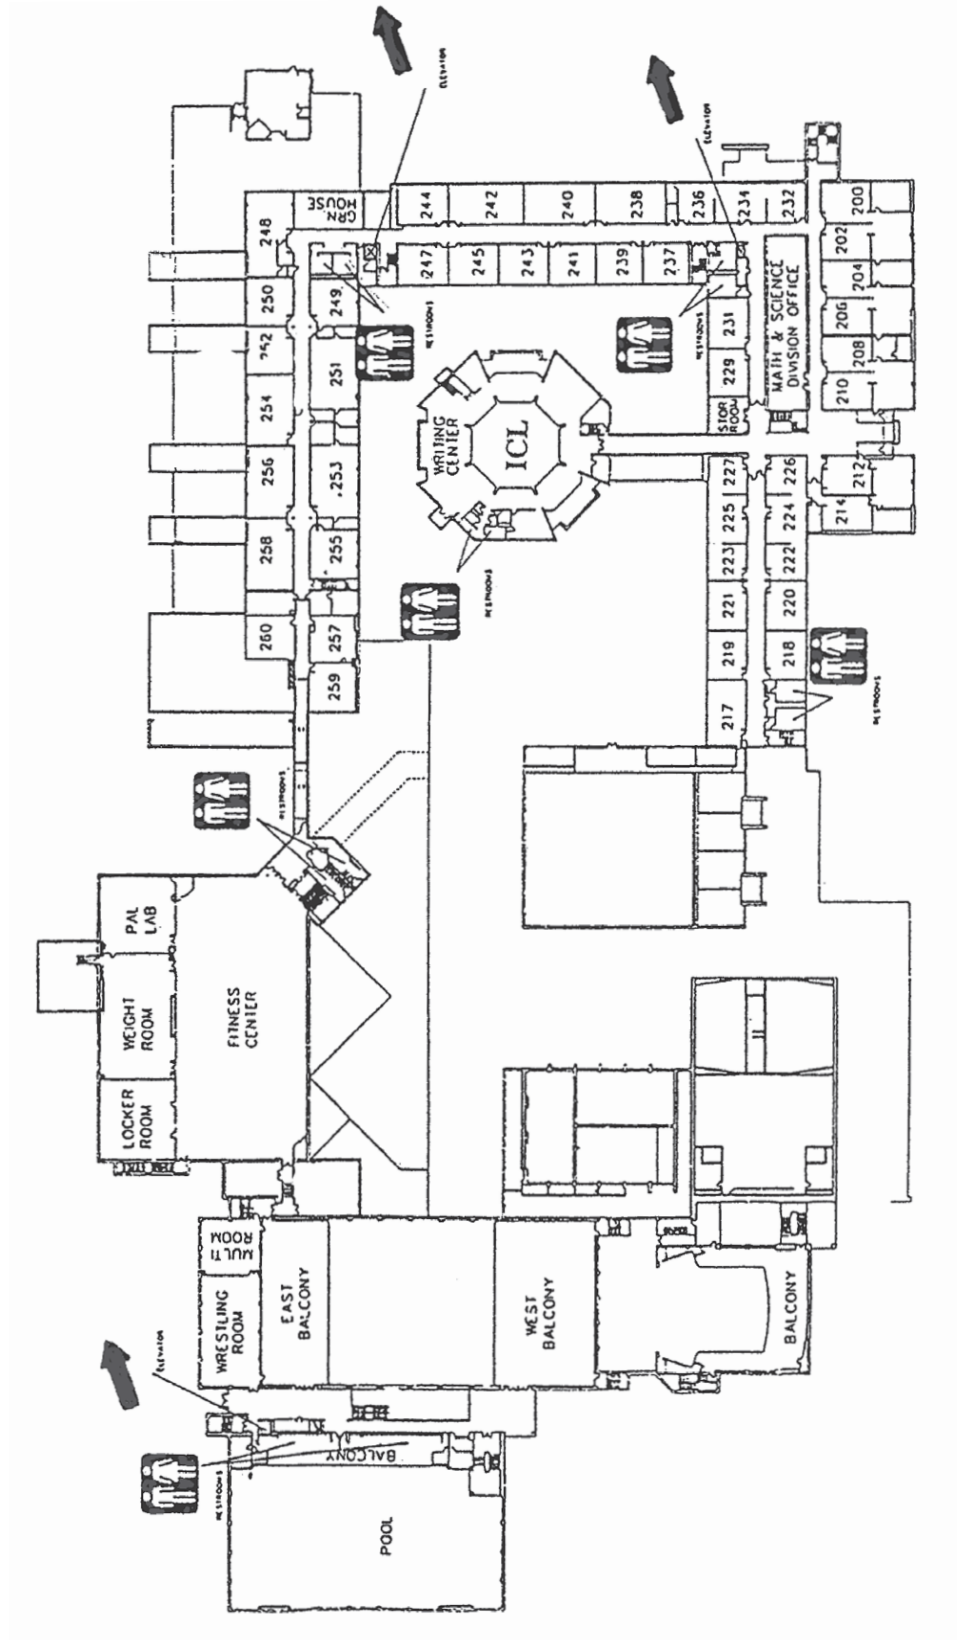 ELEVATOR
ELEVATOR
GRN.
HOUSE
244
242
240
238
236
234
232
200
248
247
245
243
241
239
237
202
250
249
204
252
251
231
MATH & SCIENCE
DIVISION OFFICE
206
RESTROOMS
RESTROOMS
229
208
254
STOR
ROOM
210
WRITING
CENTER
ICL
256
253
227
226
212
225
224
214
258
255
223
222
RESTROOMS
221
220
260
257
219
218
259
217
RESTROOMS
RESTROOMS
PAL
LAB
WEIGHT
ROOM
FITNESS
CENTER
LOCKER
ROOM
MULTI
ROOM
EAST
BALCONY
WEST
BALCONY
BALCONY
WRESTLING
ROOM
ELEVATOR
BALCONY
RESTROOMS
POOL